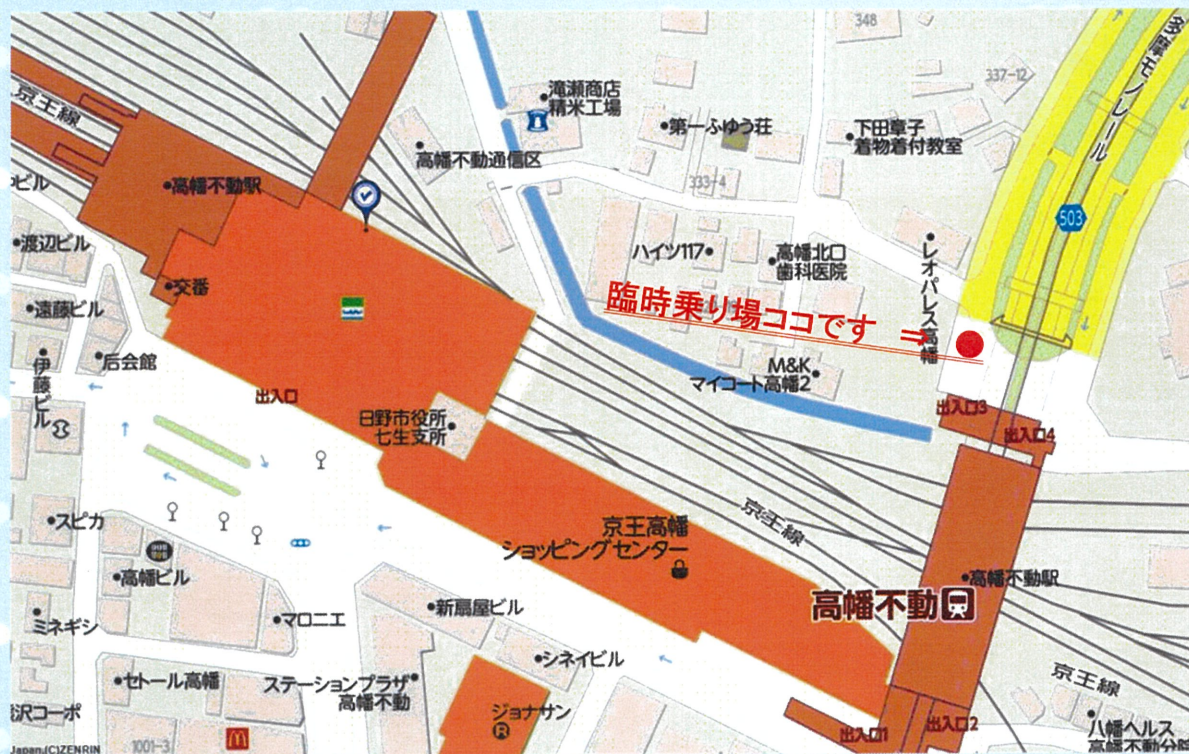 348
多摩モノレール
337-12
滝瀬商店
精米工場
京王線
第一ふゆう荘
下田章子
着物着付教室
高幡不動通信区
ビル
高幡不動駅
333-4
503
渡辺ビル
ハイツ117
高幡北口
歯科医院
レオパレス高幡
交番
遠藤ビル
臨時乗り場ココです ⇒
后会館
伊藤ビル
M&K
マイコート高幡2
出入口
出入口3
日野市役所
七生支所
出入口4
京王線
スピカ
京王高幡
ショッピングセンター
高幡ビル
高幡不動駅
高幡不動
新扇屋ビル
マロニエ
ミネギシ
シネイビル
京王線
セトール高幡
ステーションプラザ
高幡不動
沢コーポ
ジョナサン
R
出入口1
出入口2
八幡ヘルス
高幡不動分院
1001-3
Japan,(C)ZENRIN